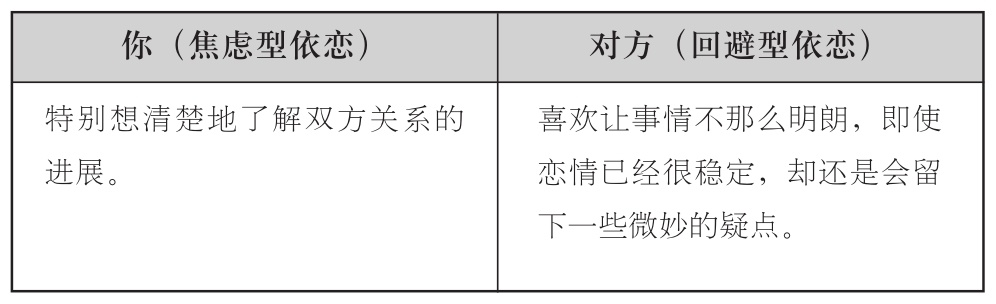 你（焦虑型依恋）
对方（回避型依恋）
特别想清楚地了解双方关系的
进展。
喜欢让事情不那么明朗，即使
恋情已经很稳定，却还是会留
下一些微妙的疑点。